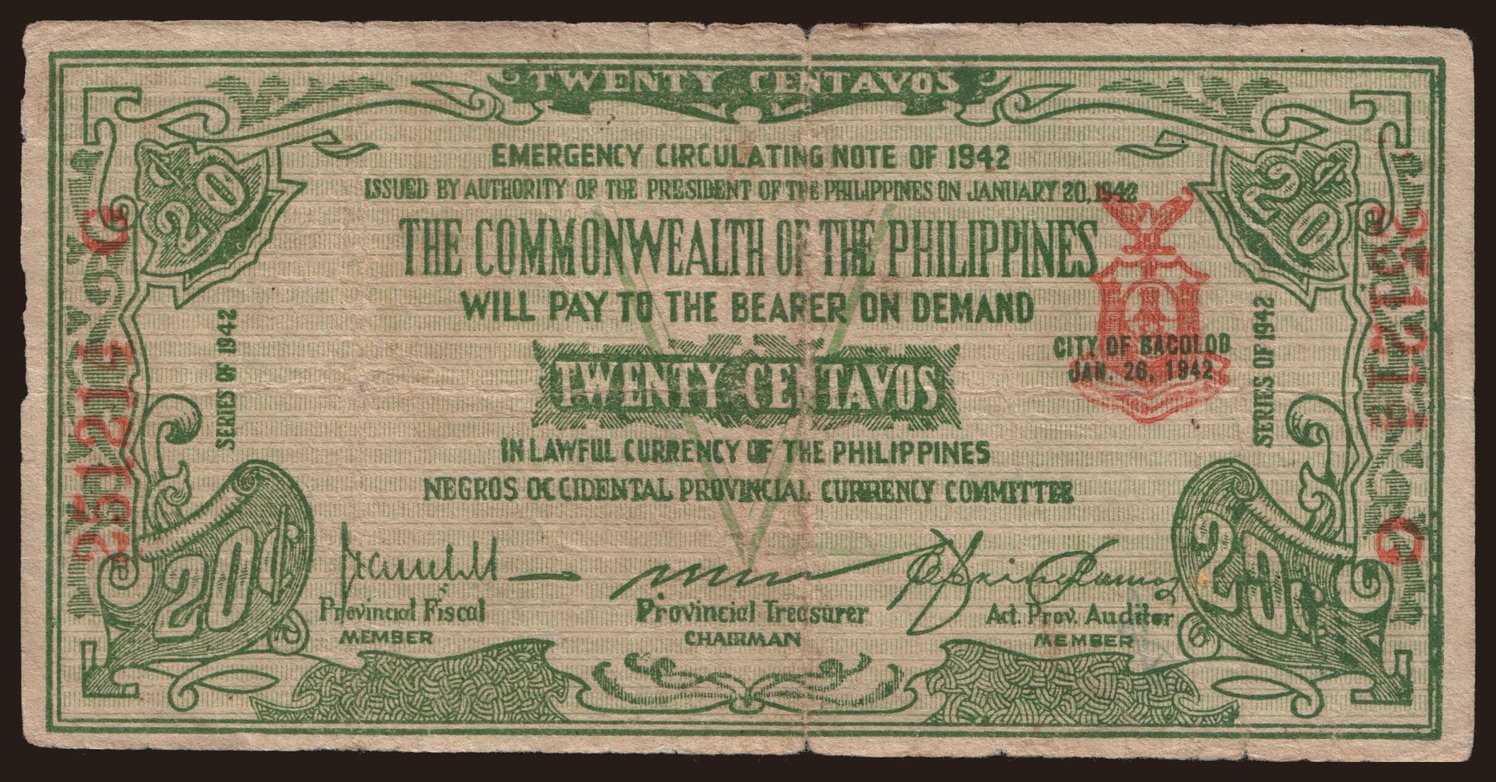 TWENTY CENTAVOS
EMERGENCY CIRCULATING NOTE OF 1942
ISSUED BY AUTHORITY OF THE PRESIDENT OF THE PHILIPPINES ON JANUARY 20, 1942
THE COMMONWEALTH OF THE PHILIPPINES
WILL PAY TO THE BEARER ON DEMAND
TWENTY CENTAVOS
IN LAWFUL CURRENCY OF THE PHILIPPINES
NEGROS OCCIDENTAL PROVINCIAL CURRENCY COMMITTEE
CITY OF BACOLOD
JAN. 26, 1942
SERIES OF 1942
SERIES OF 1942
251214 G
251214 G
20
20
20¢
20¢
Provincial Fiscal
MEMBER
Provincial Treasurer
CHAIRMAN
Act. Prov. Auditor
MEMBER